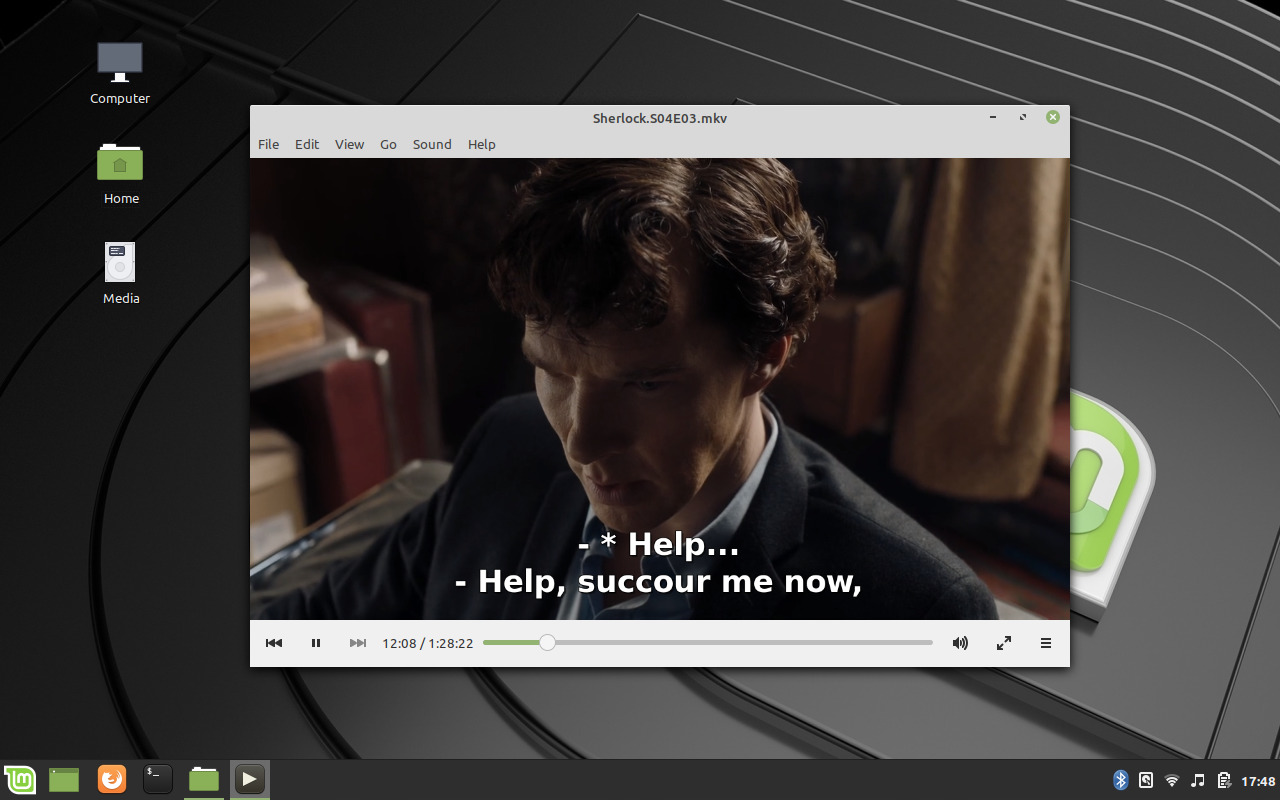 Computer
Home
Media
Sherlock.S04E03.mkv
File Edit View Go Sound Help
- * Help...
- Help, succour me now,
12:08 / 1:28:22
$_
17:48